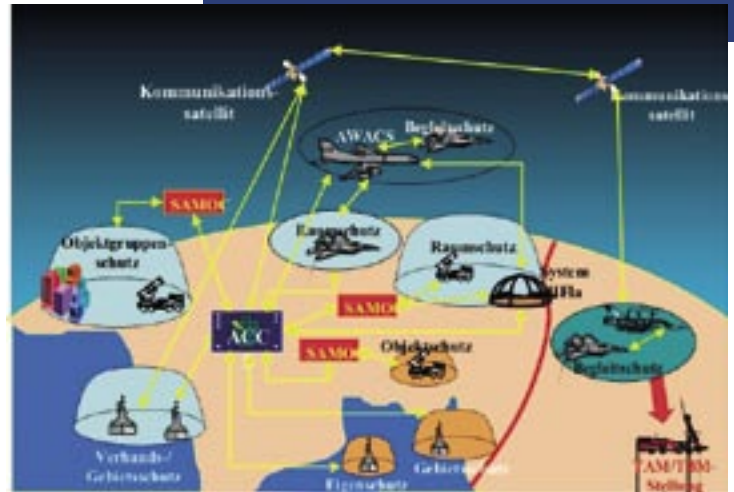 Kommunikations-
satellit
Kommunikations-
satellit
AWACS
Begleitschutz
SAMOC
Objektgruppen-
schutz
Raumschutz
Raumschutz
System
SAMOC
ACC
SAMOC
Objektschutz
Begleitschutz
Verbands-/
Gebietsschutz
Eigenschutz
Gebietsschutz
TAM/TBM-
Stellung